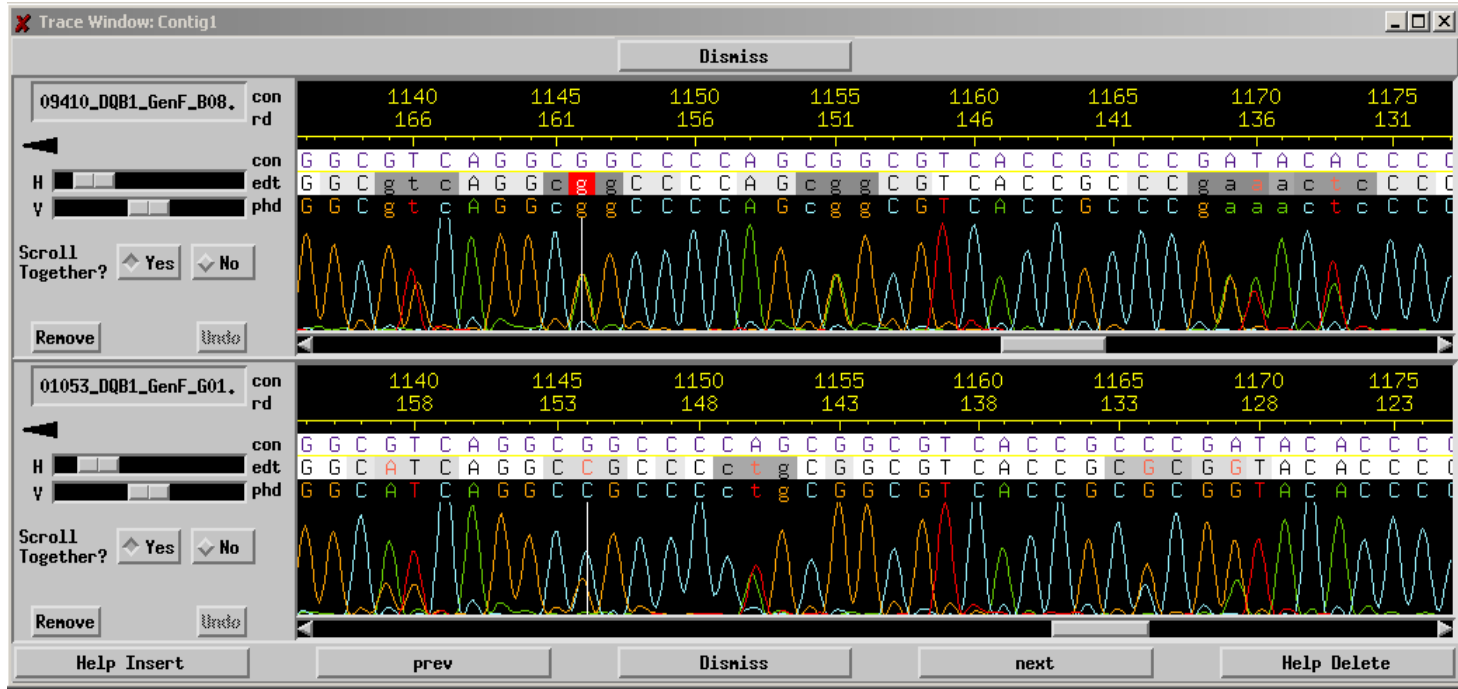 Trace Window: Contig1
Dismiss
09410_DQB1_GenF_B08.
con 1140 1145 1150 1155 1160 1165 1170 1175
rd 166 161 156 151 146 141 136 131
con G G C G T C A G G C G G C C C C A G C G G C G T C A C C G C C C G A T A C A C C C C
H edt G G C g t c A G G c g g C C C C A G c g g C G T C A C C G C C C g a a a c t c C C C
V phd G G C g t c A G G c g g C C C C A G c g g C G T C A C C G C C C g a a a c t c C C C
Scroll
Together? Yes No
Remove Undo
01053_DQB1_GenF_G01.
con 1140 1145 1150 1155 1160 1165 1170 1175
rd 158 153 148 143 138 133 128 123
con G G C G T C A G G C G G C C C C A G C G G C G T C A C C G C C C G A T A C A C C C C
H edt G G C A T C A G G C C G C C C c t g C G G C G T C A C C G C G C G G T A C A C C C C
V phd G G C A T C A G G C C G C C C c t g C G G C G T C A C C G C G C G G T A C A C C C C
Scroll
Together? Yes No
Remove Undo
Help Insert prev Dismiss next Help Delete